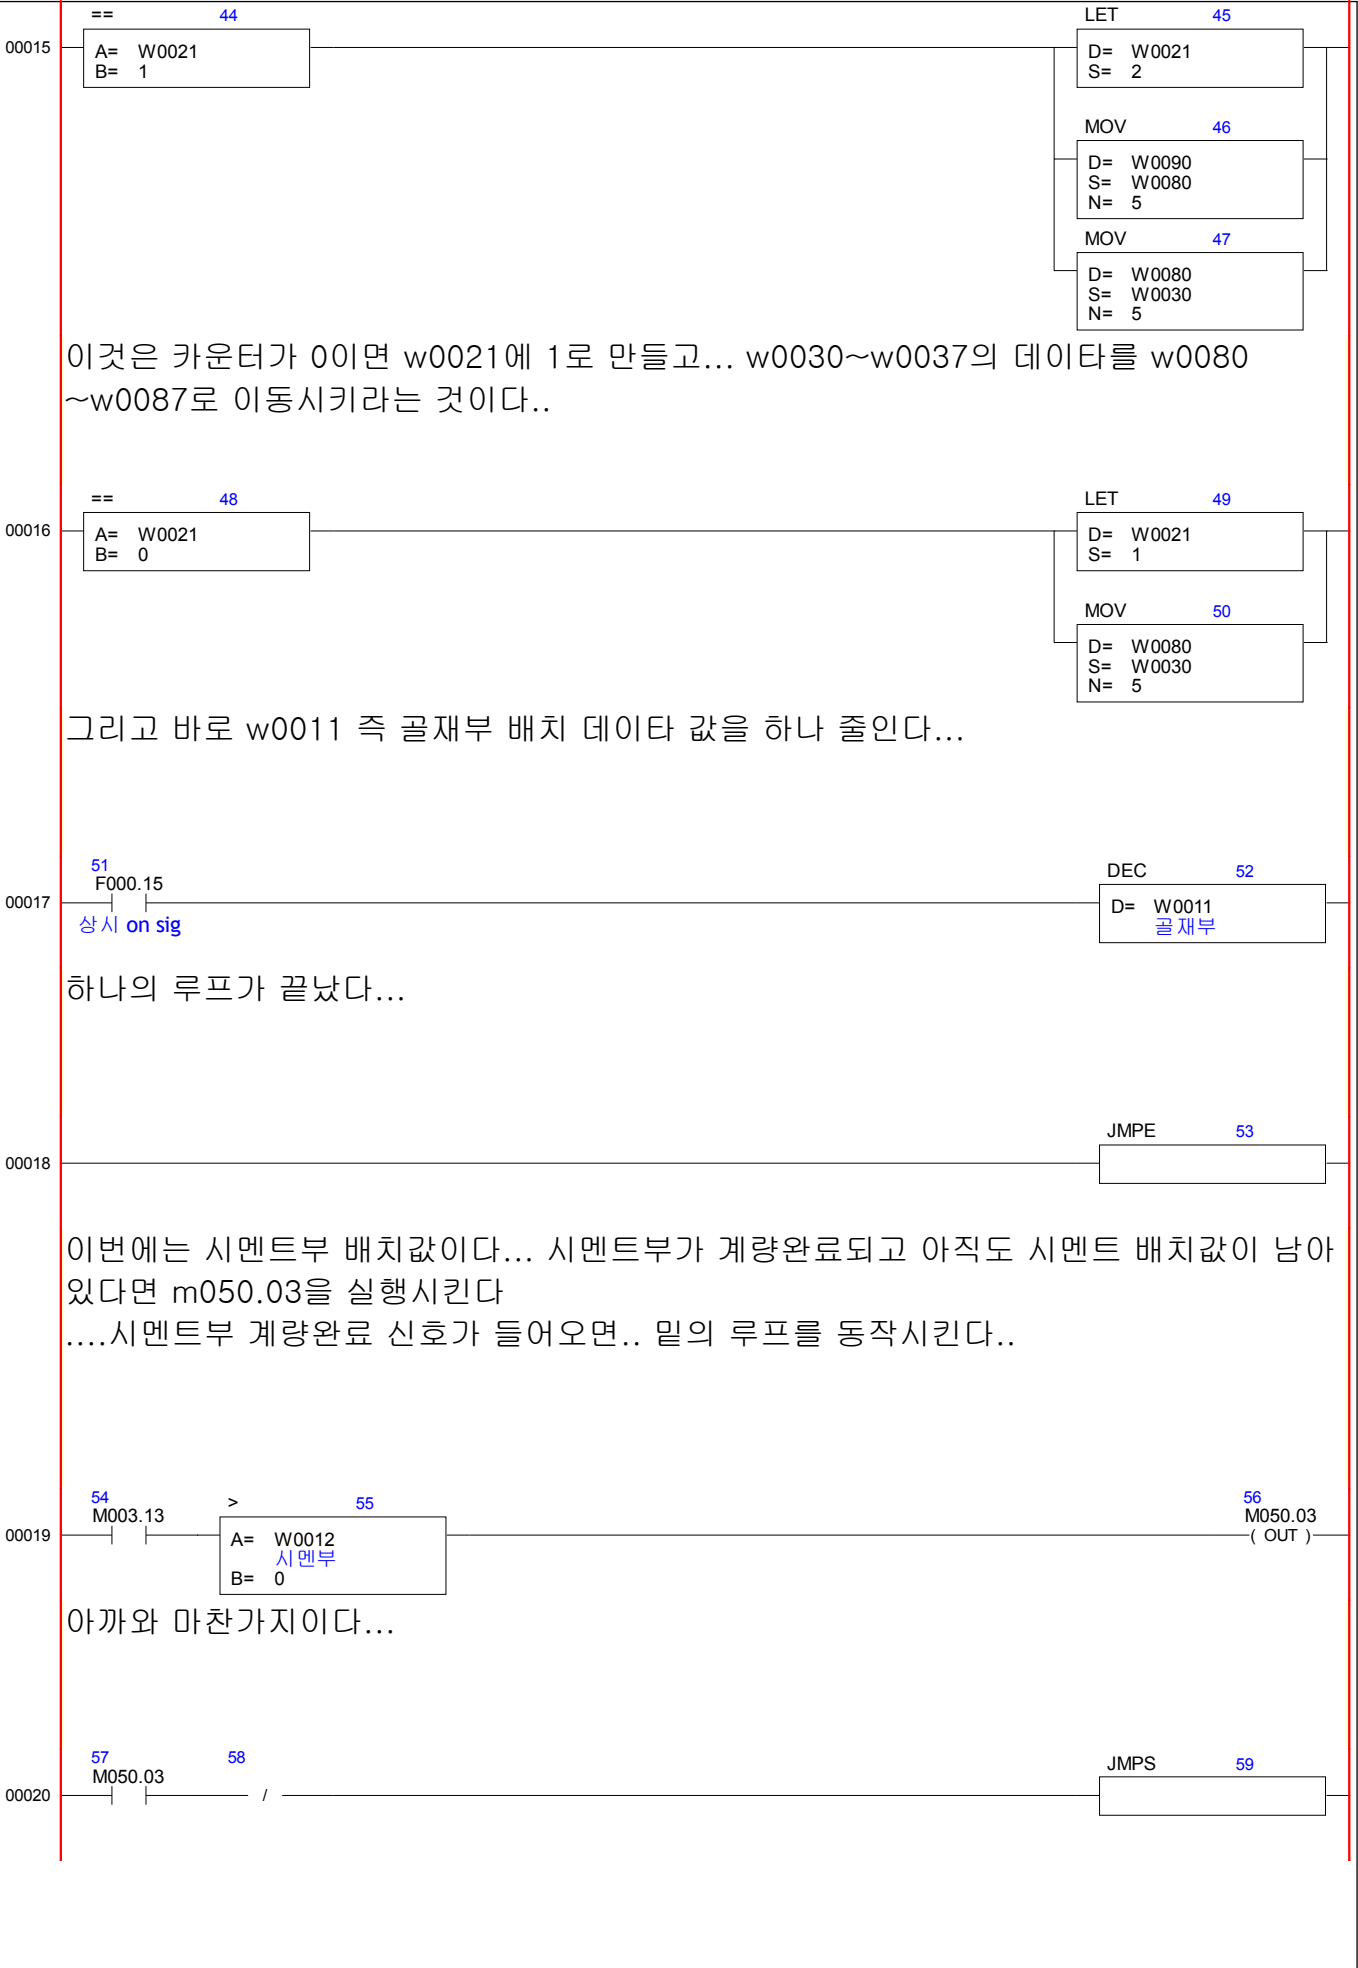 == 44 LET 45
00015 A= W0021 D= W0021
B= 1 S= 2
MOV 46
D= W0090
S= W0080
N= 5
MOV 47
D= W0080
S= W0030
N= 5
이것은 카운터가 0이면 w0021에 1로 만들고... w0030~w0037의 데이타를 w0080
~w0087로 이동시키라는 것이다..
== 48 LET 49
00016 A= W0021 D= W0021
B= 0 S= 1
MOV 50
D= W0080
S= W0030
N= 5
그리고 바로 w0011 즉 골재부 배치 데이타 값을 하나 줄인다...
51 DEC 52
F000.15
00017 D= W0011
상시 on sig 골재부
하나의 루프가 끝났다...
JMPE 53
00018
이번에는 시멘트부 배치값이다... 시멘트부가 계량완료되고 아직도 시멘트 배치값이 남아
있다면 m050.03을 실행시킨다
....시멘트부 계량완료 신호가 들어오면.. 밑의 루프를 동작시킨다..
54 > 55 56
M003.13 M050.03
00019 A= W0012 ( OUT )
시멘부
B= 0
아까와 마찬가지이다...
57 58 JMPS 59
M050.03
00020 /